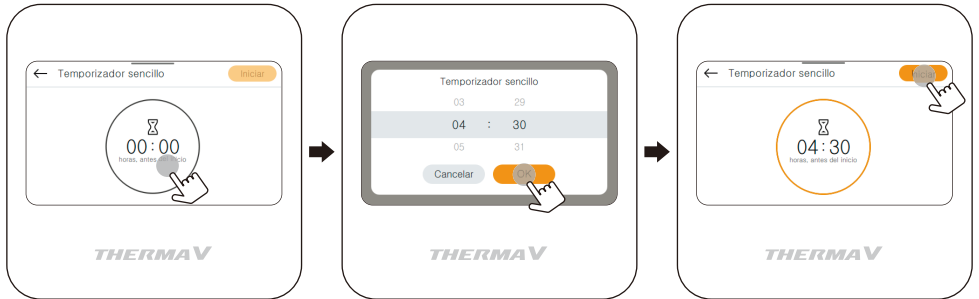 Temporizador sencillo
Iniciar
00:00
horas, antes del inicio
THERMA V
Temporizador sencillo
03 29
04 : 30
05 31
Cancelar
OK
THERMA V
Temporizador sencillo
Iniciar
04:30
horas, antes del inicio
THERMA V